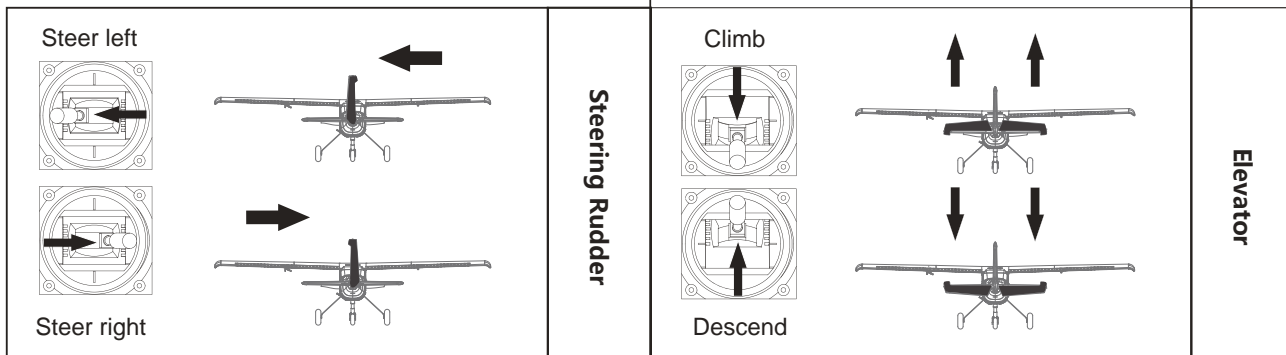 Steer left
Steer right
Steering Rudder
Climb
Descend
Elevator